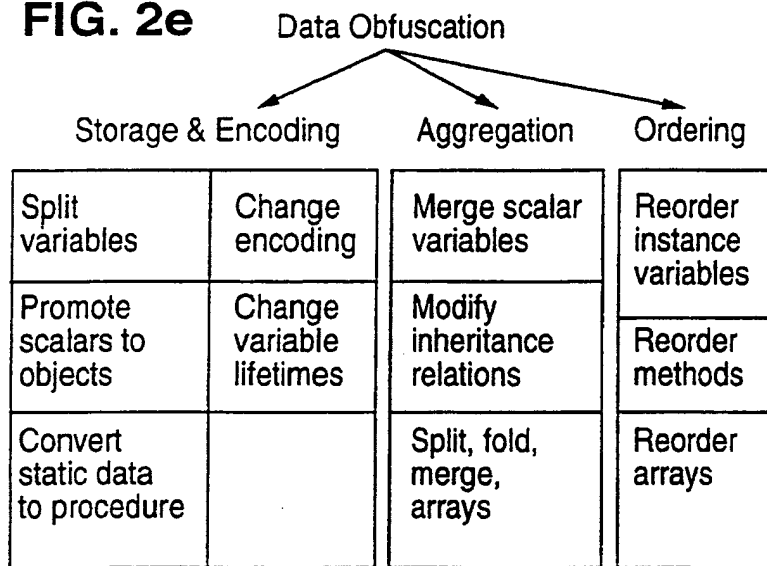 FIG. 2e
Data Obfuscation
Storage & Encoding
Aggregation
Ordering
Split
variables
Change
encoding
Merge scalar
variables
Reorder
instance
variables
Promote
scalars to
objects
Change
variable
lifetimes
Modify
inheritance
relations
Reorder
methods
Convert
static data
to procedure
Split, fold,
merge,
arrays
Reorder
arrays